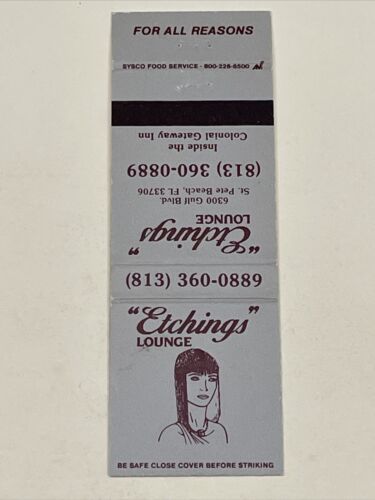 FOR ALL REASONS
SYSCO FOOD SERVICE - 800-226-8500
"Etchings"
LOUNGE
6300 Gulf Blvd.
St. Pete Beach, FL 33706
(813) 360-0889
Inside the
Colonial Gateway Inn
(813) 360-0889
"Etchings"
LOUNGE
BE SAFE CLOSE COVER BEFORE STRIKING